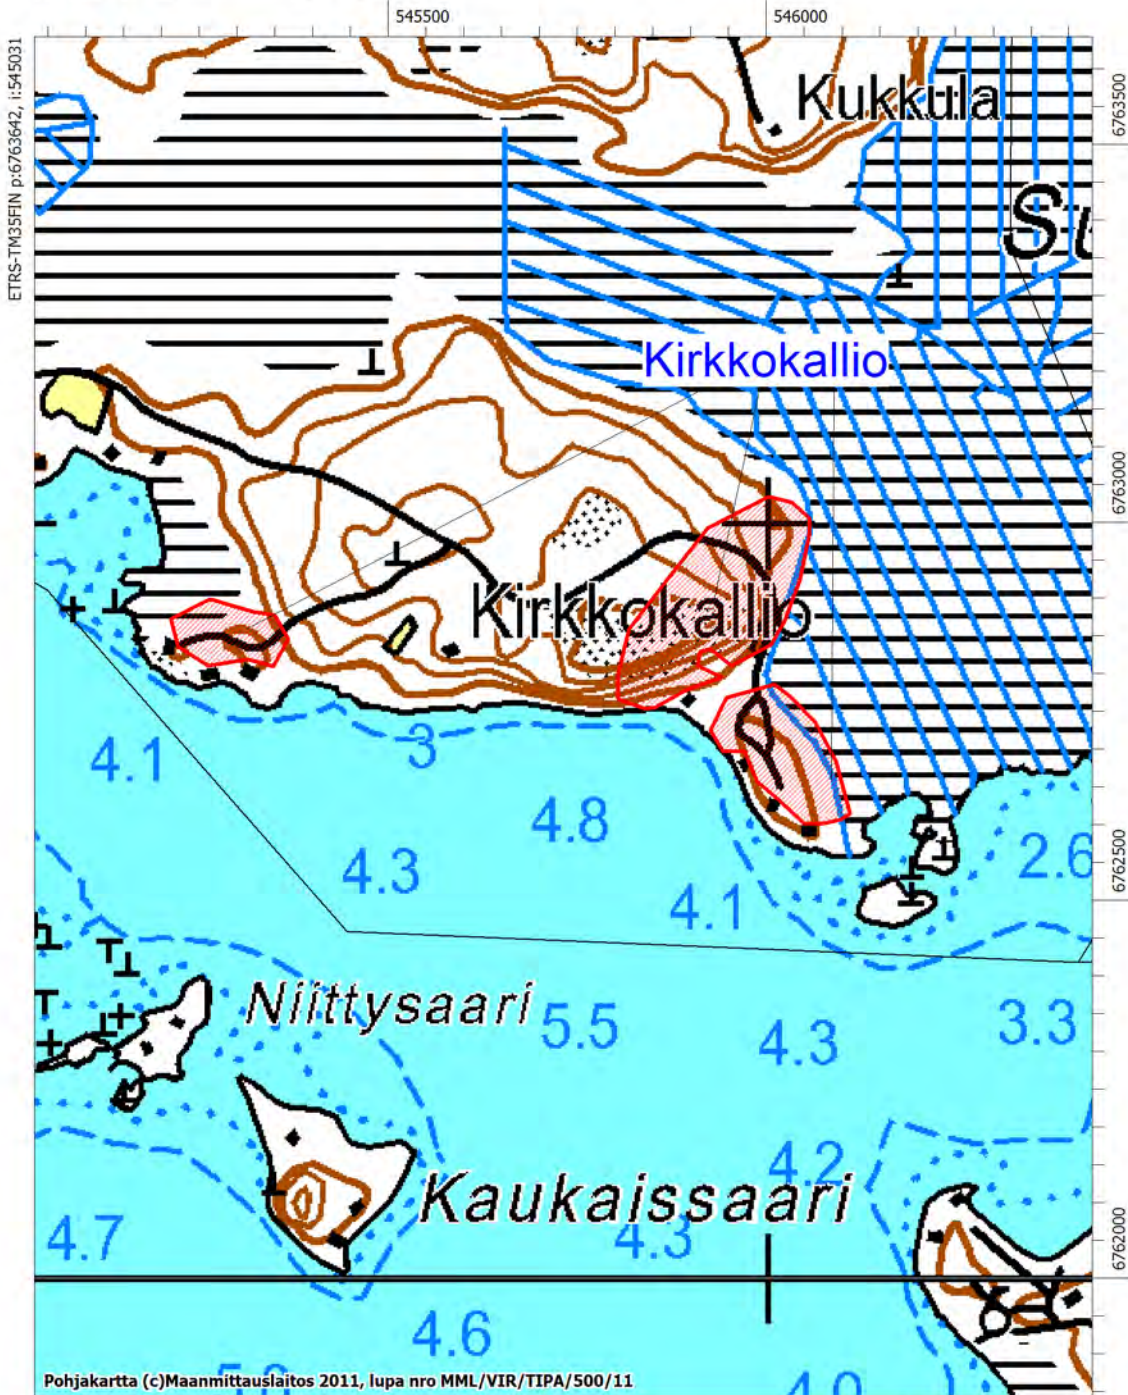 545500
546000
ETRS-TM35FIN p:6763642, i:545031
Kukkula
6763500
Kirkkokallio
6763000
Kirkkokallio
4.1
3
4.8
4.3
4.1
2.6
6762500
Niittysaari
5.5
4.3
3.3
4.2
Kaukaissaari
4.7
4.3
6762000
4.6
Pohjakartta (c)Maanmittauslaitos 2011, lupa nro MML/VIR/TIPA/500/11